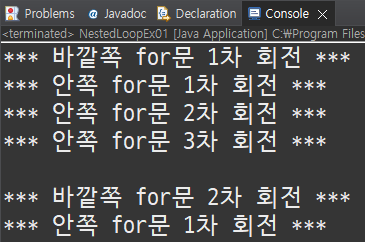 Problems @ Javadoc Declaration Console
<terminated> NestedLoopEx01 [Java Application] C:₩Program Files
*** 바깥쪽 for문 1차 회전 ***
*** 안쪽 for문 1차 회전 ***
*** 안쪽 for문 2차 회전 ***
*** 안쪽 for문 3차 회전 ***
*** 바깥쪽 for문 2차 회전 ***
*** 안쪽 for문 1차 회전 ***